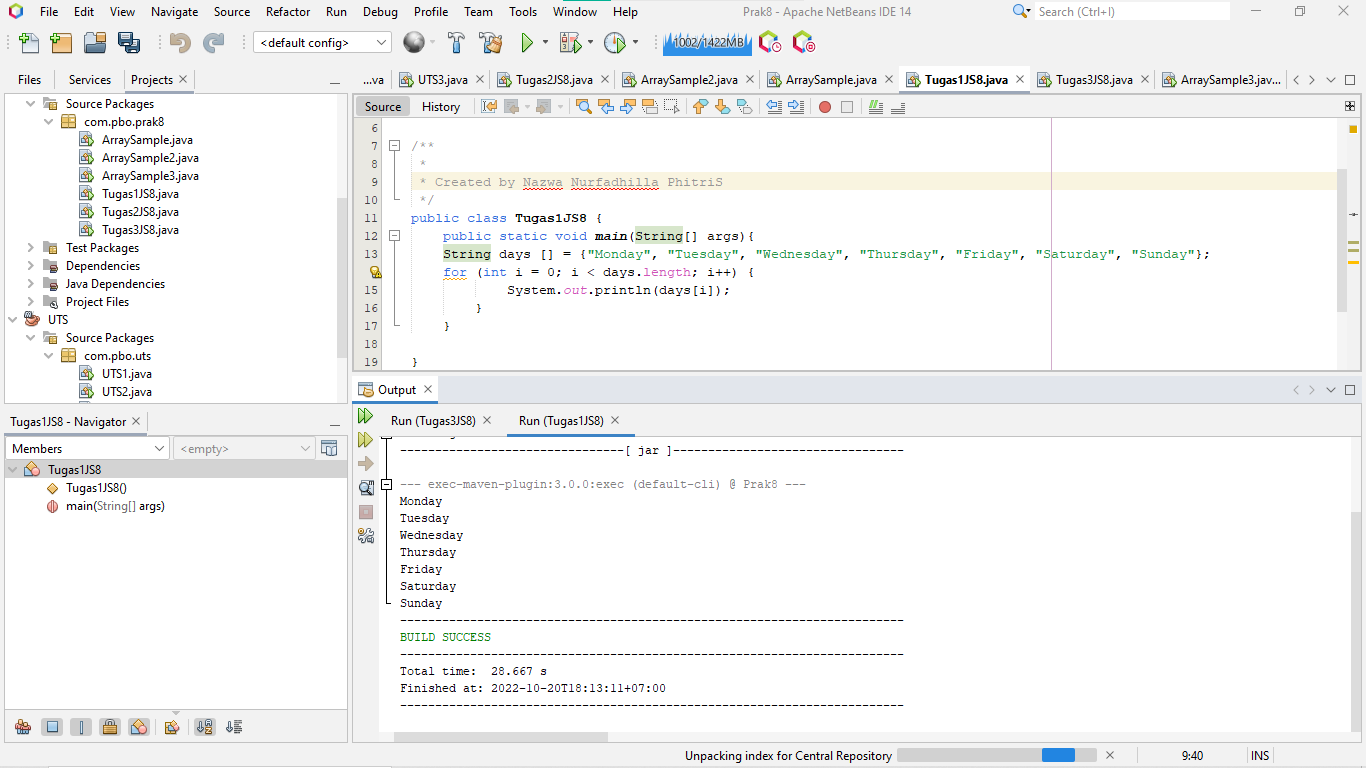 File Edit View Navigate Source Refactor Run Debug Profile Team Tools Window Help
Prak8 - Apache NetBeans IDE 14
Search (Ctrl+I)
<default config>
1002/1422MB
Files Services Projects
...va UTS3.java Tugas2JS8.java ArraySample2.java ArraySample.java Tugas1JS8.java Tugas3JS8.java ArraySample3.jav...
Source Packages
com.pbo.prak8
ArraySample.java
ArraySample2.java
ArraySample3.java
Tugas1JS8.java
Tugas2JS8.java
Tugas3JS8.java
Test Packages
Dependencies
Java Dependencies
Project Files
UTS
Source Packages
com.pbo.uts
UTS1.java
UTS2.java
Source History
6
7 /**
8 *
9 * Created by Nazwa Nurfadhilla PhitriS
10 */
11 public class Tugas1JS8 {
12 public static void main(String[] args){
13 String days [] = {"Monday", "Tuesday", "Wednesday", "Thursday", "Friday", "Saturday", "Sunday"};
for (int i = 0; i < days.length; i++) {
15 System.out.println(days[i]);
16 }
17 }
18
19 }
Tugas1JS8 - Navigator
Members <empty>
Tugas1JS8
Tugas1JS8()
main(String[] args)
Output
Run (Tugas3JS8) Run (Tugas1JS8)
--------------------------------[ jar ]---------------------------------
--- exec-maven-plugin:3.0.0:exec (default-cli) @ Prak8 ---
Monday
Tuesday
Wednesday
Thursday
Friday
Saturday
Sunday
------------------------------------------------------------------------
BUILD SUCCESS
------------------------------------------------------------------------
Total time: 28.667 s
Finished at: 2022-10-20T18:13:11+07:00
------------------------------------------------------------------------
Unpacking index for Central Repository 9:40 INS